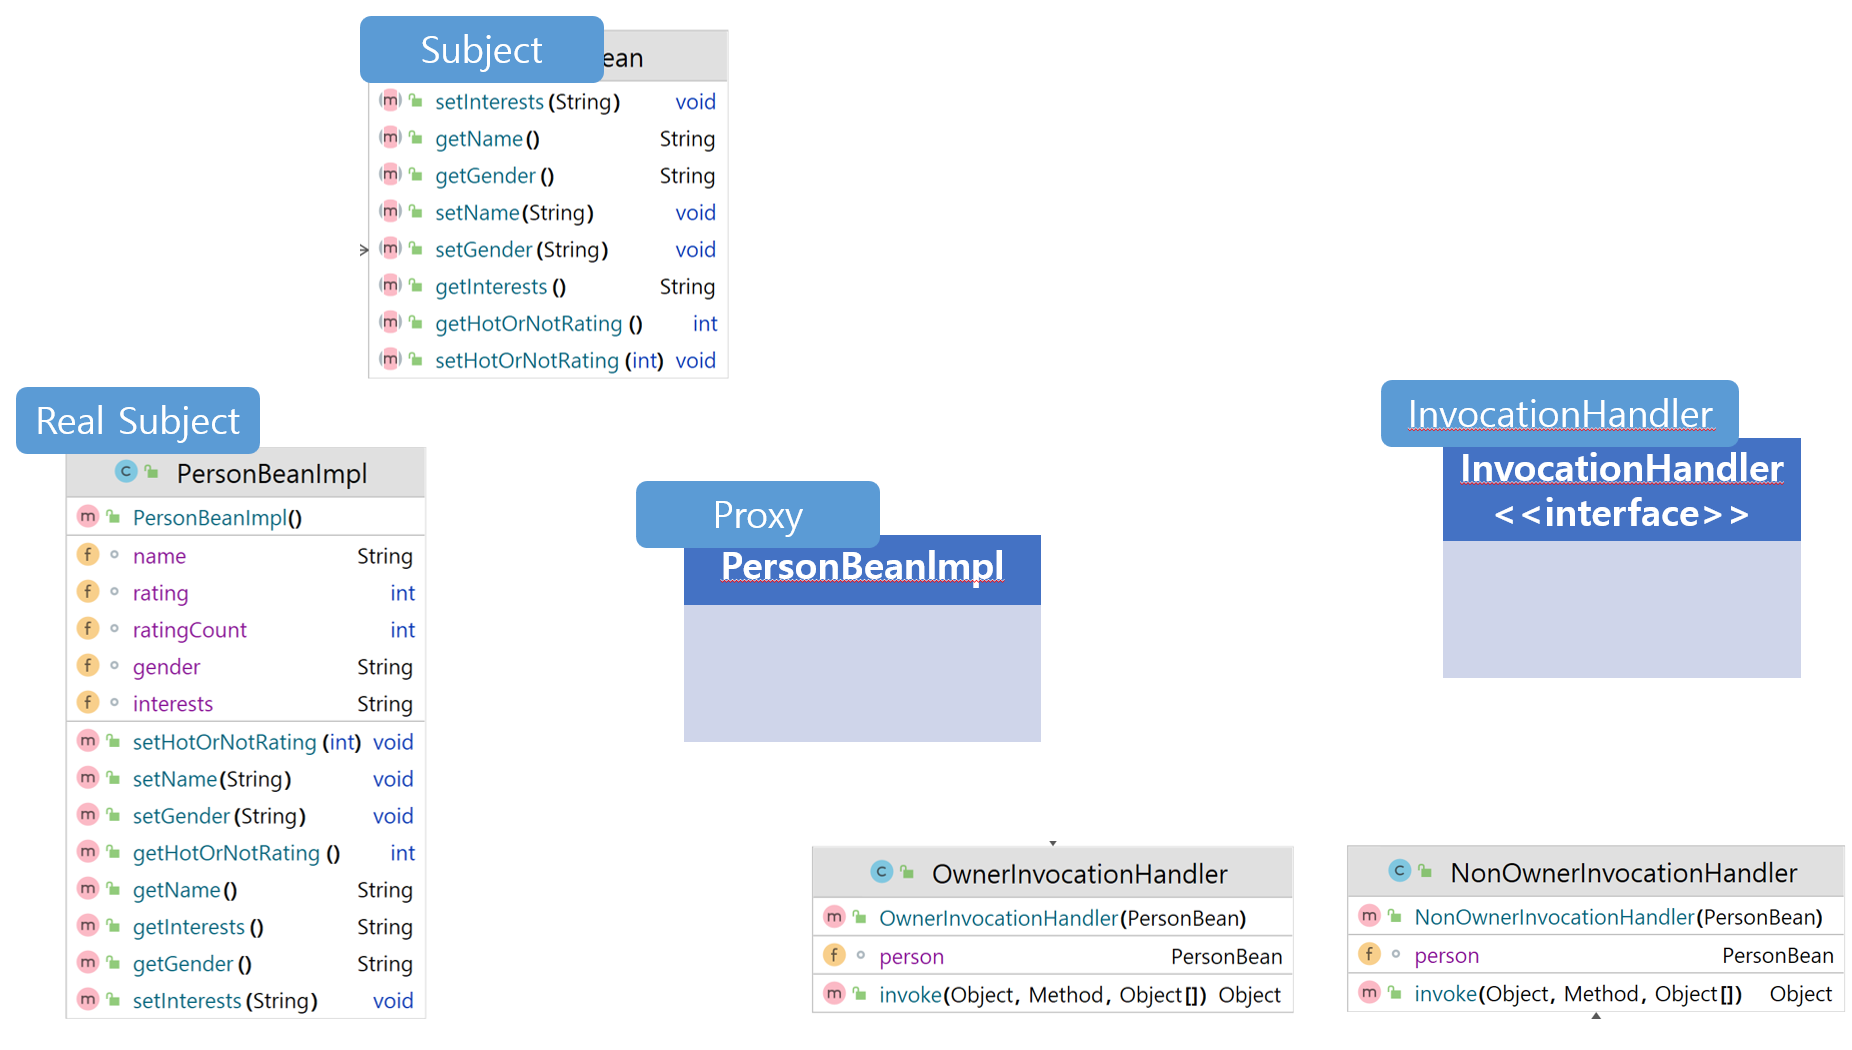 Subject
ean
setInterests(String) void
getName() String
getGender() String
setName(String) void
setGender(String) void
getInterests() String
getHotOrNotRating() int
setHotOrNotRating(int) void
Real Subject
PersonBeanImpl
PersonBeanImpl()
name String
rating int
ratingCount int
gender String
interests String
setHotOrNotRating(int) void
setName(String) void
setGender(String) void
getHotOrNotRating() int
getName() String
getInterests() String
getGender() String
setInterests(String) void
Proxy
PersonBeanImpl
InvocationHandler
InvocationHandler
<<interface>>
OwnerInvocationHandler
OwnerInvocationHandler(PersonBean)
person PersonBean
invoke(Object, Method, Object[]) Object
NonOwnerInvocationHandler
NonOwnerInvocationHandler(PersonBean)
person PersonBean
invoke(Object, Method, Object[]) Object